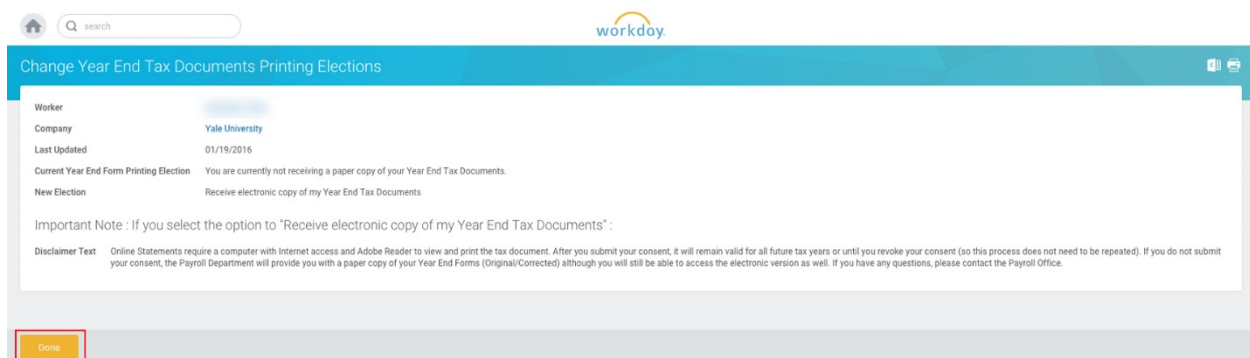 search
workday.
Change Year End Tax Documents Printing Elections
Worker
Company Yale University
Last Updated 01/19/2016
Current Year End Form Printing Election You are currently not receiving a paper copy of your Year End Tax Documents.
New Election Receive electronic copy of my Year End Tax Documents
Important Note : If you select the option to "Receive electronic copy of my Year End Tax Documents" :
Disclaimer Text Online Statements require a computer with Internet access and Adobe Reader to view and print the tax document. After you submit your consent, it will remain valid for all future tax years or until you revoke your consent (so this process does not need to be repeated). If you do not submit
your consent, the Payroll Department will provide you with a paper copy of your Year End Forms (Original/Corrected) although you will still be able to access the electronic version as well. If you have any questions, please contact the Payroll Office.
Done